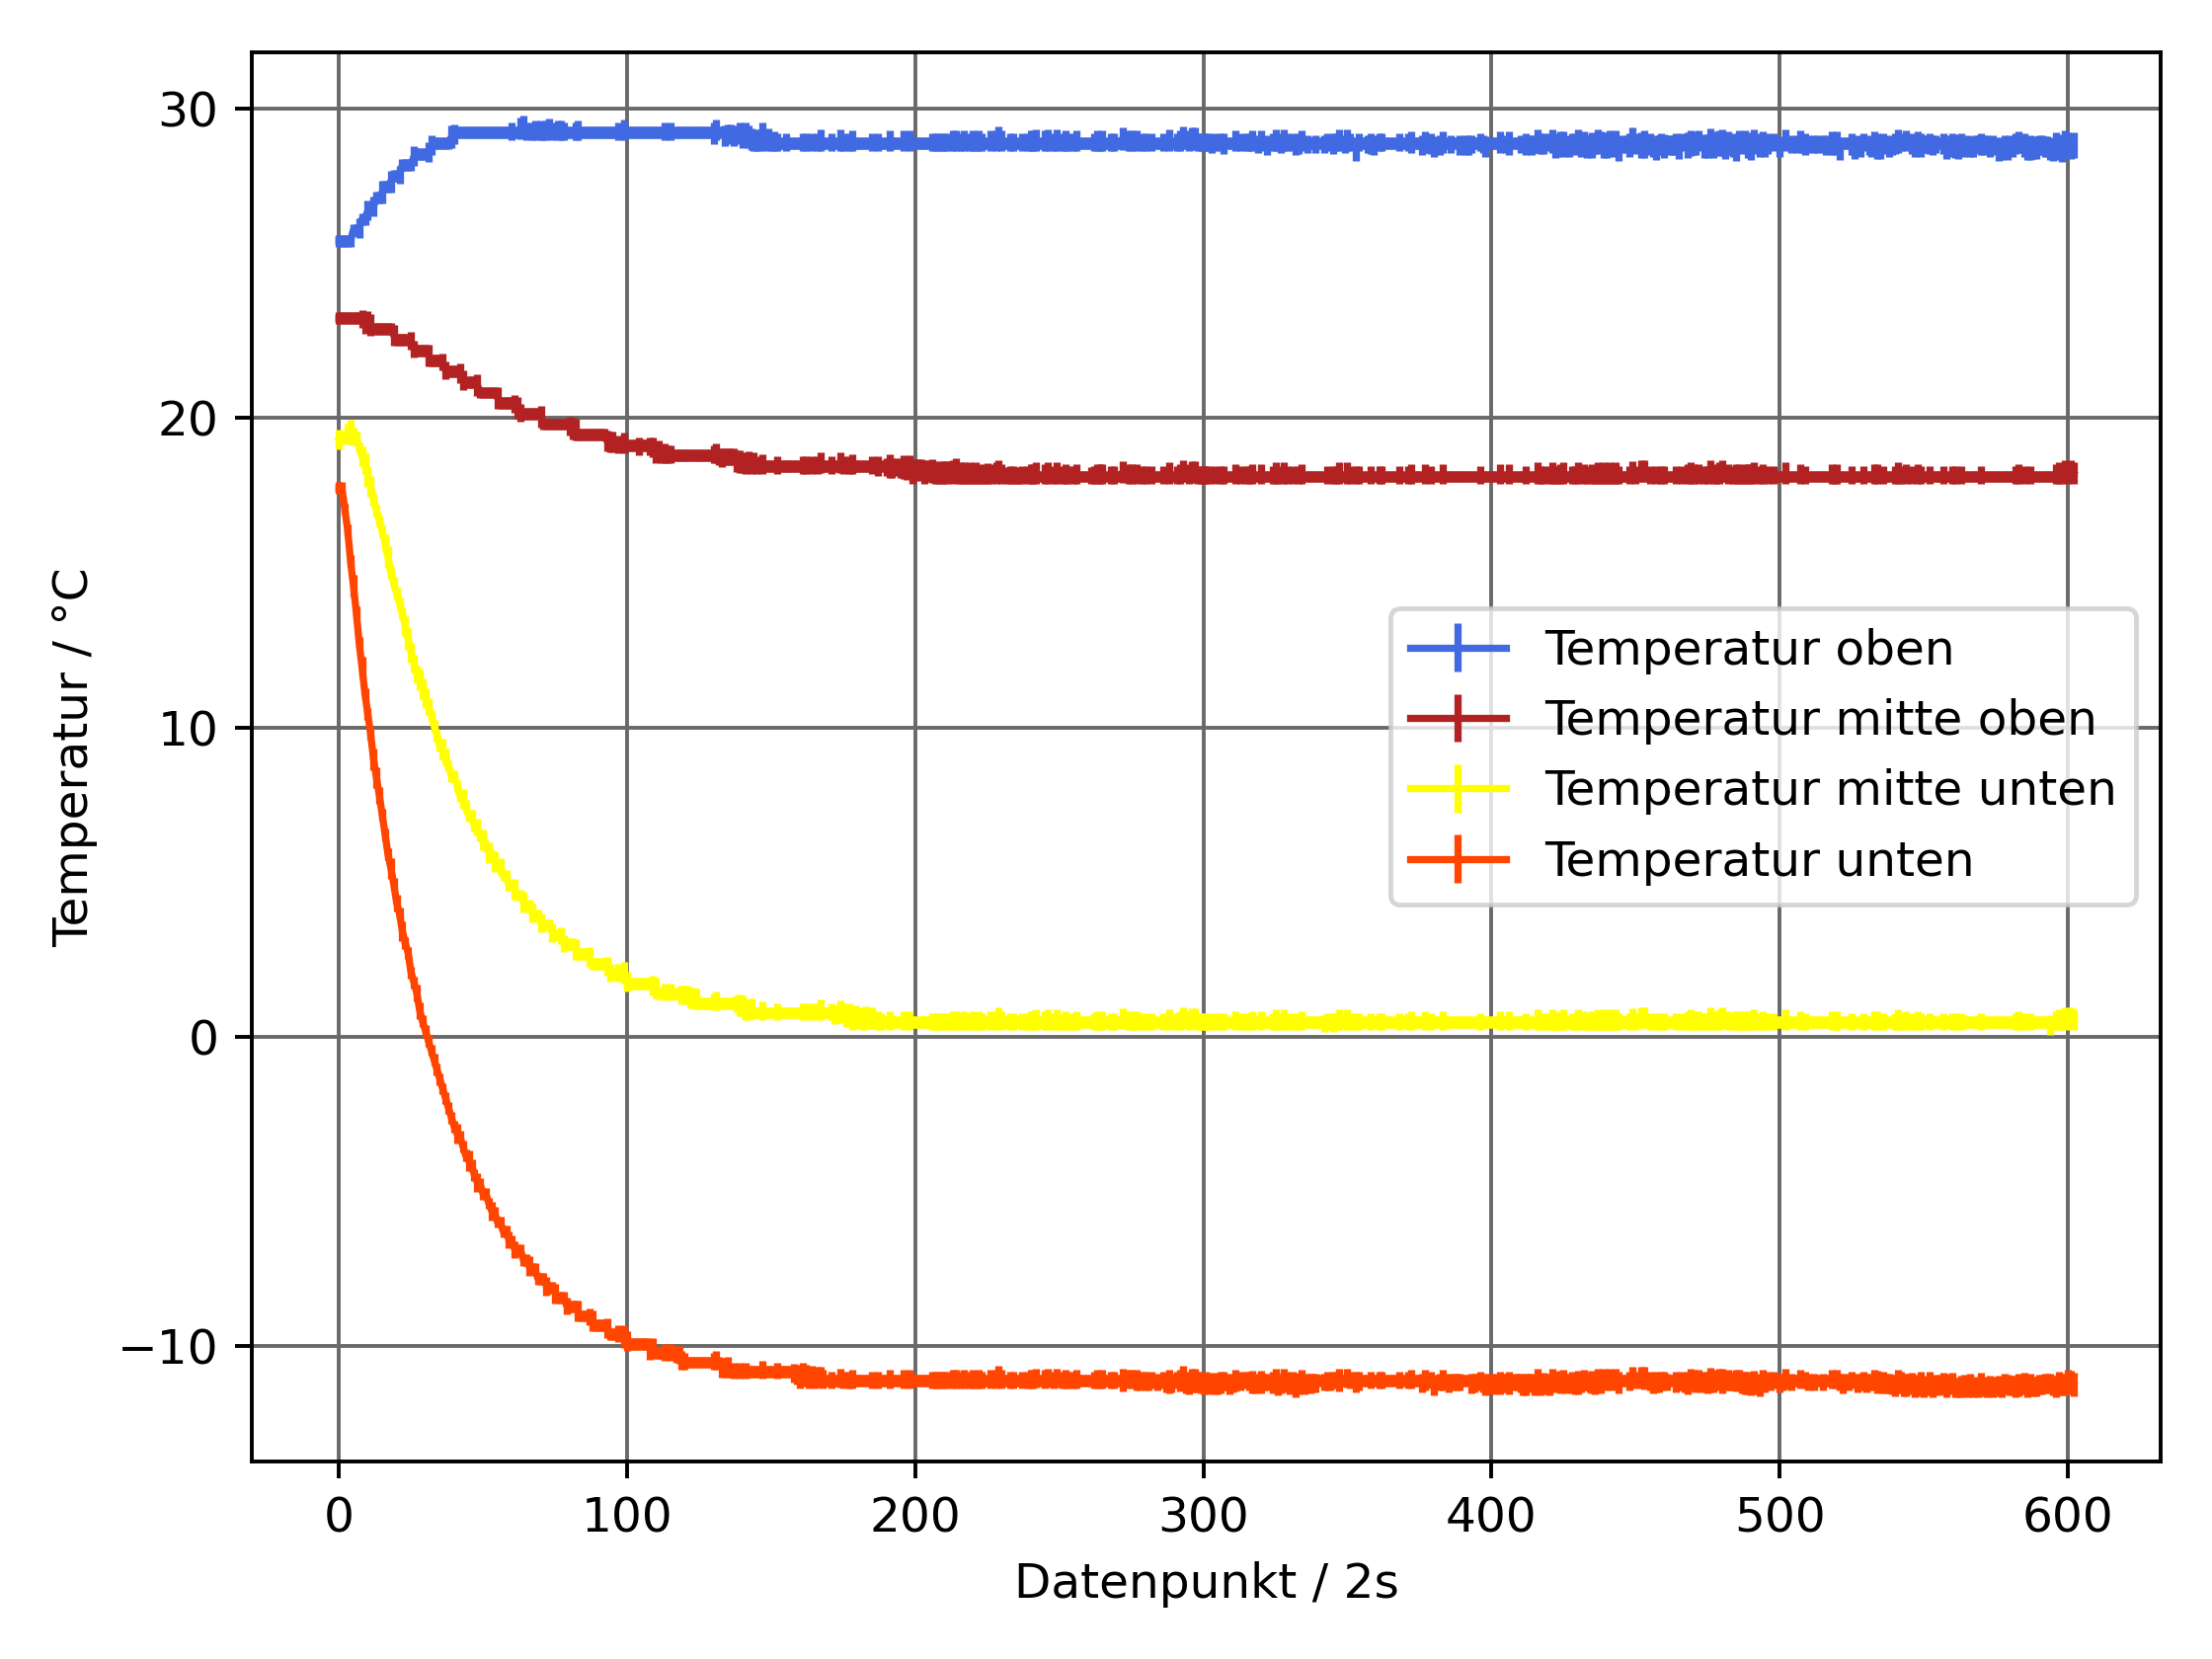 30
20
10
0
−10
Temperatur / °C
Temperatur oben
Temperatur mitte oben
Temperatur mitte unten
Temperatur unten
0 100 200 300 400 500 600
Datenpunkt / 2s